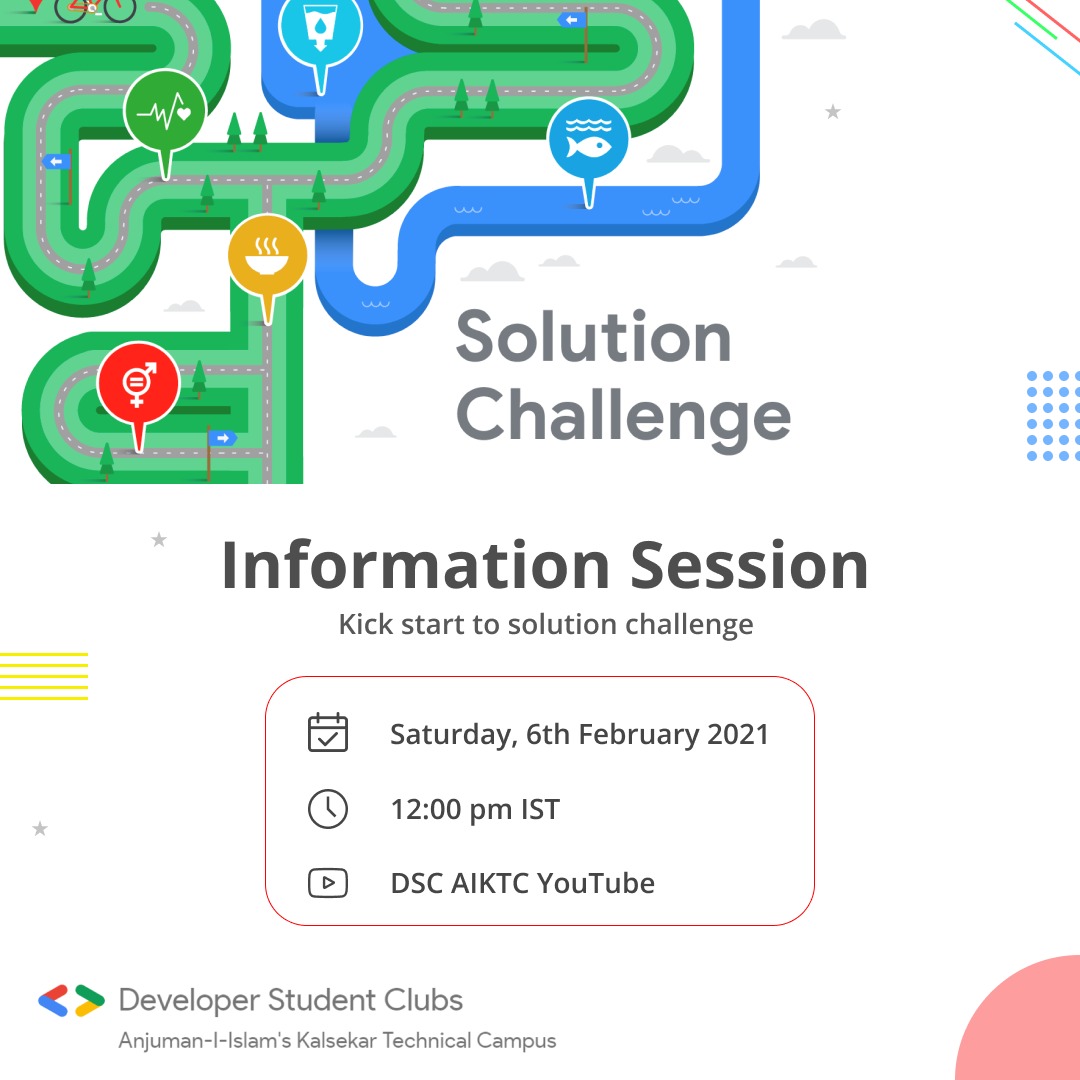 Solution
Challenge
Information Session
Kick start to solution challenge
Saturday, 6th February 2021
12:00 pm IST
DSC AIKTC YouTube
Developer Student Clubs
Anjuman-I-Islam's Kalsekar Technical Campus